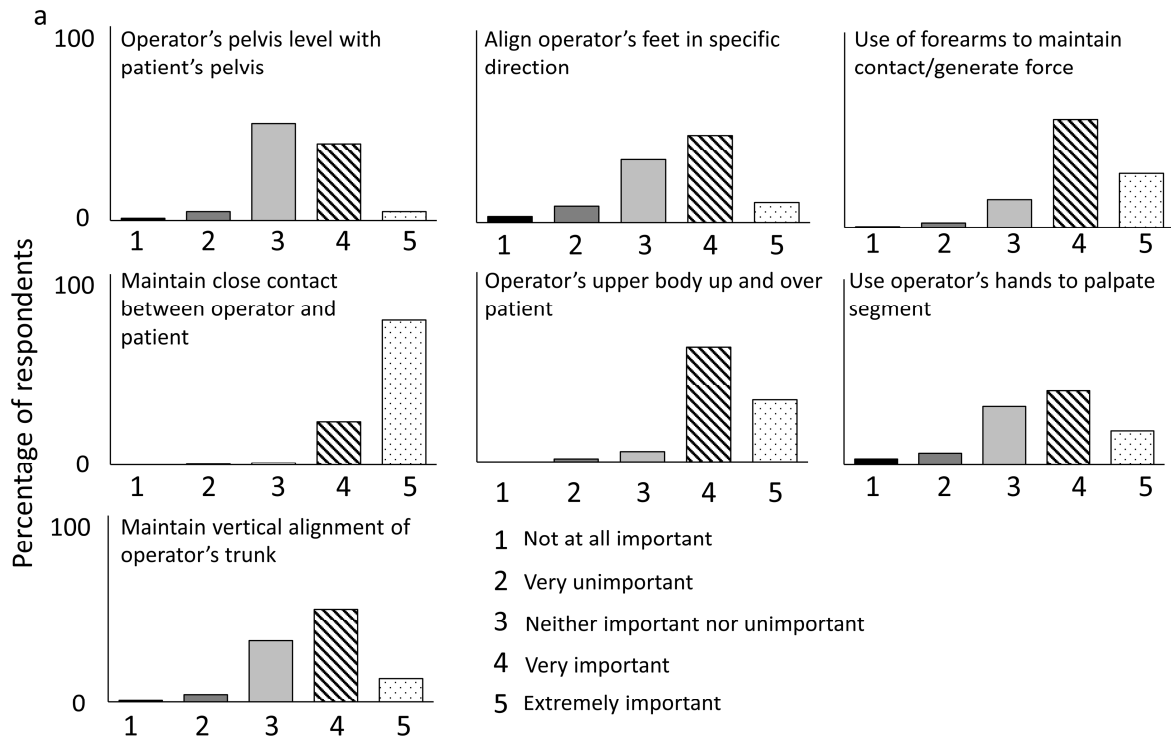 a
Percentage of respondents
100
Operator's pelvis level with
patient's pelvis
0
1 2 3 4 5
Align operator's feet in specific
direction
1 2 3 4 5
Use of forearms to maintain
contact/generate force
1 2 3 4 5
100
Maintain close contact
between operator and
patient
0
1 2 3 4 5
Operator's upper body up and over
patient
1 2 3 4 5
Use operator's hands to palpate
segment
1 2 3 4 5
100
Maintain vertical alignment of
operator's trunk
0
1 2 3 4 5
1 Not at all important
2 Very unimportant
3 Neither important nor unimportant
4 Very important
5 Extremely important